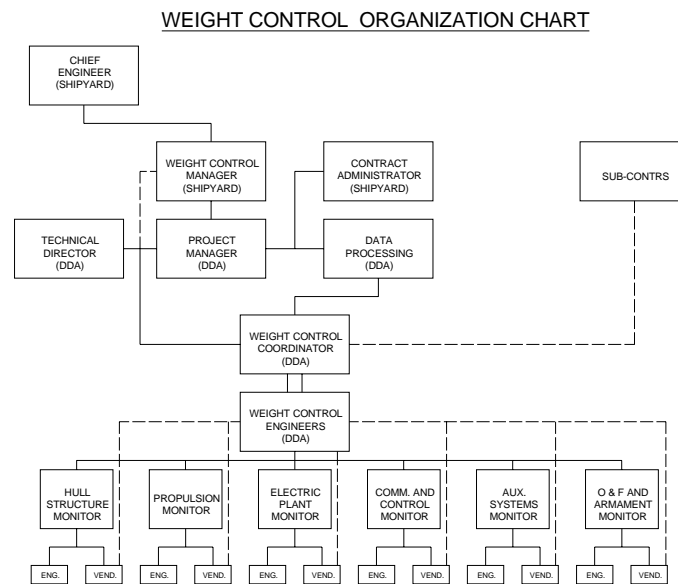 WEIGHT CONTROL ORGANIZATION CHART
CHIEF
ENGINEER
(SHIPYARD)
WEIGHT CONTROL
MANAGER
(SHIPYARD)
CONTRACT
ADMINISTRATOR
(SHIPYARD)
SUB-CONTRS
TECHNICAL
DIRECTOR
(DDA)
PROJECT
MANAGER
(DDA)
DATA
PROCESSING
(DDA)
WEIGHT CONTROL
COORDINATOR
(DDA)
WEIGHT CONTROL
ENGINEERS
(DDA)
HULL
STRUCTURE
MONITOR
PROPULSION
MONITOR
ELECTRIC
PLANT
MONITOR
COMM. AND
CONTROL
MONITOR
AUX.
SYSTEMS
MONITOR
O & F AND
ARMAMENT
MONITOR
ENG.
VEND.
ENG.
VEND.
ENG.
VEND.
ENG.
VEND.
ENG.
VEND.
ENG.
VEND.